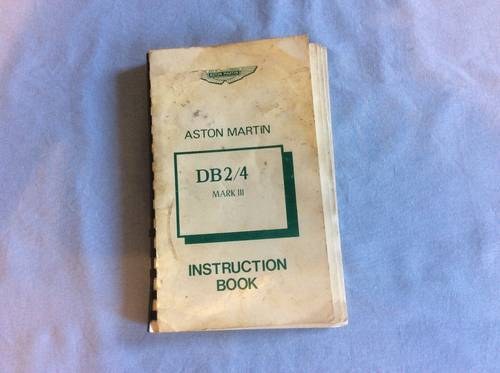 ASTON MARTIN
ASTON MARTIN
DB2/4
MARK III
INSTRUCTION
BOOK